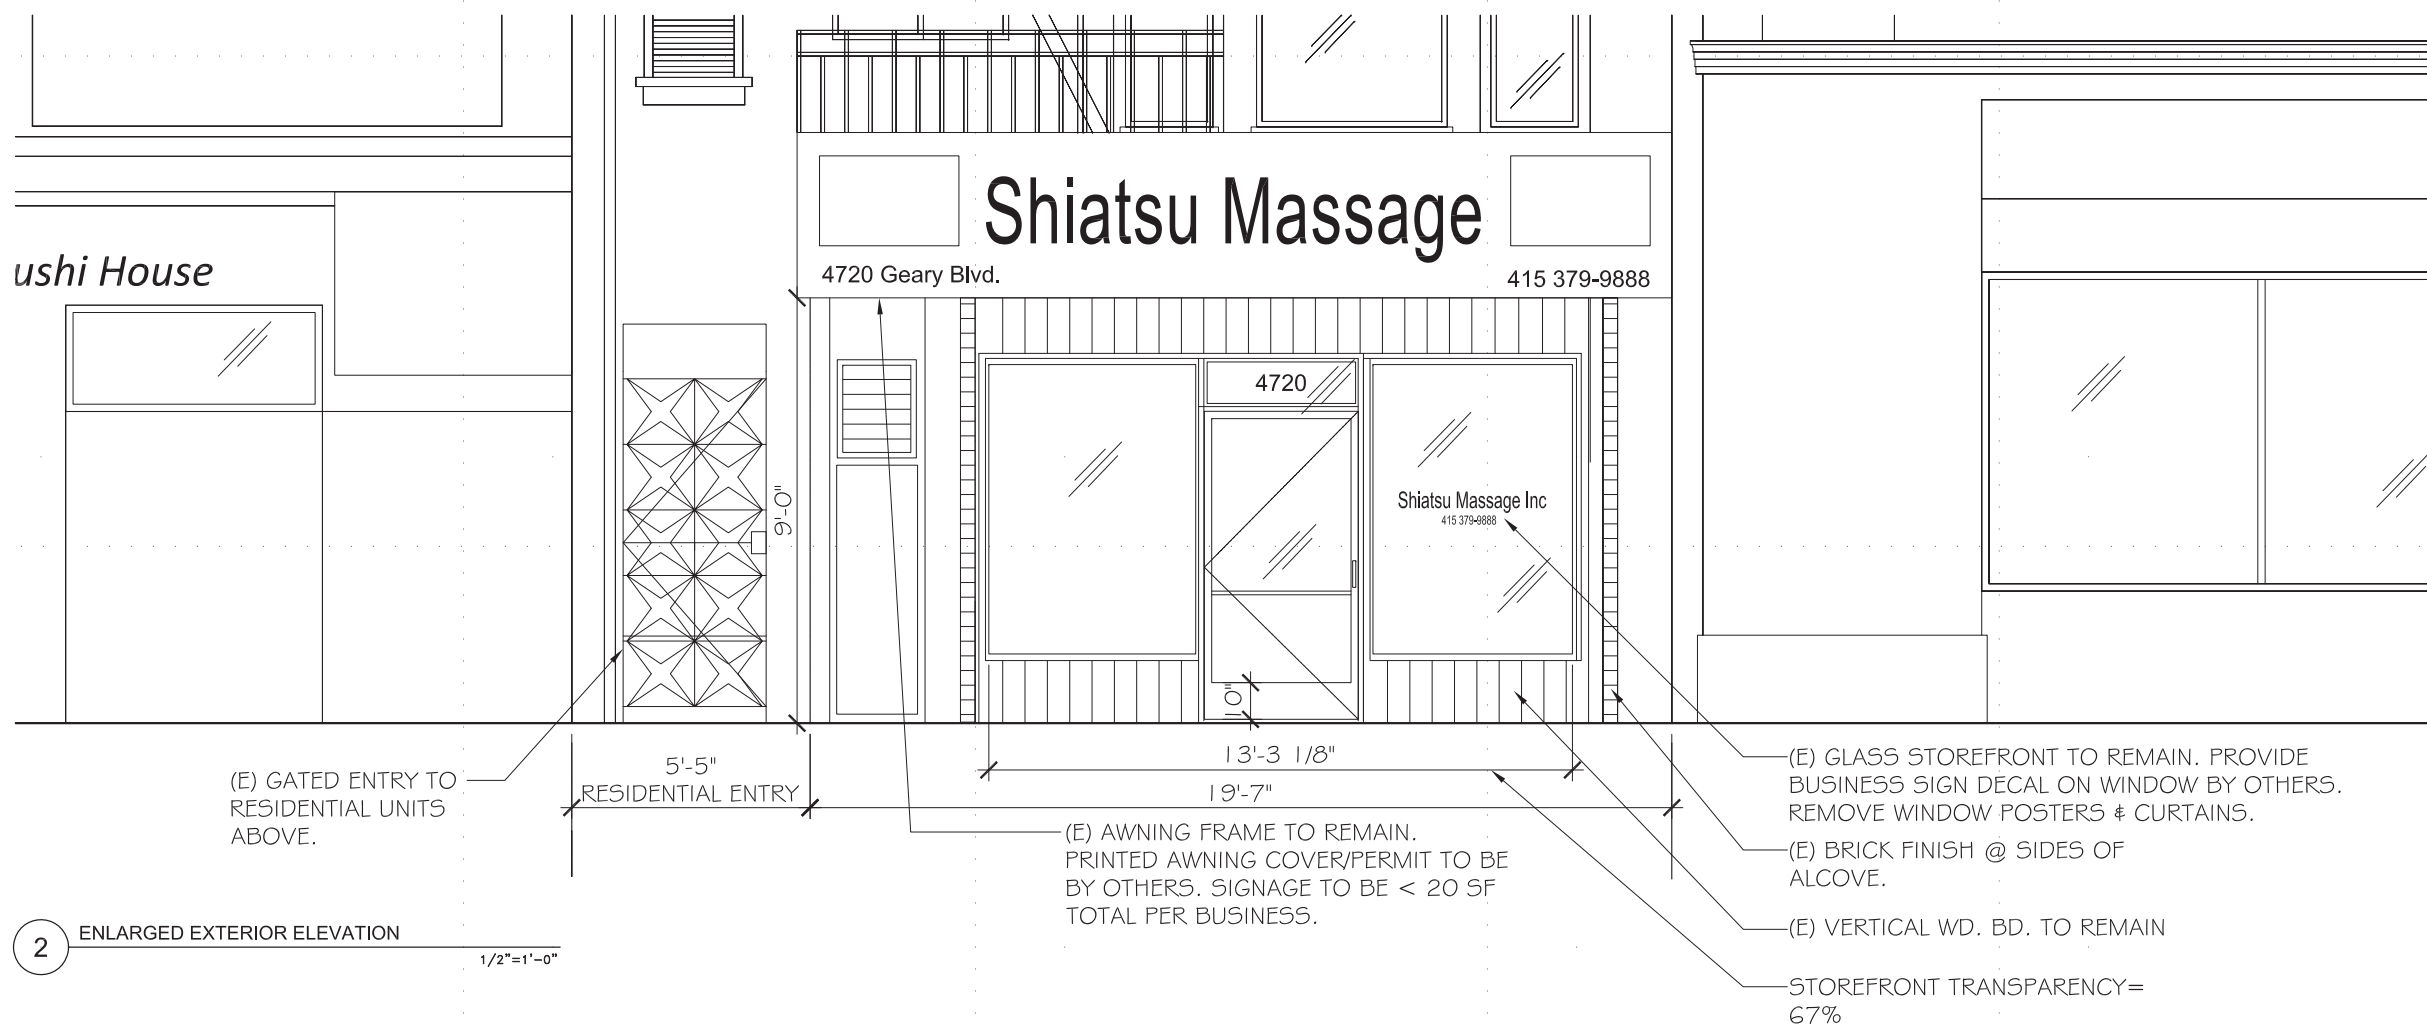 Shiatsu Massage
ushi House
4720 Geary Blvd.
415 379-9888
4720
Shiatsu Massage Inc
415 379-9888
9'-0"
10"
13'-3 1/8"
5'-5"
RESIDENTIAL ENTRY
19'-7"
(E) GATED ENTRY TO
RESIDENTIAL UNITS
ABOVE.
(E) AWNING FRAME TO REMAIN.
PRINTED AWNING COVER/PERMIT TO BE
BY OTHERS. SIGNAGE TO BE < 20 SF
TOTAL PER BUSINESS.
(E) GLASS STOREFRONT TO REMAIN. PROVIDE
BUSINESS SIGN DECAL ON WINDOW BY OTHERS.
REMOVE WINDOW POSTERS & CURTAINS.
(E) BRICK FINISH @ SIDES OF
ALCOVE.
(E) VERTICAL WD. BD. TO REMAIN
STOREFRONT TRANSPARENCY=
67%
2
ENLARGED EXTERIOR ELEVATION
1/2"=1'-0"